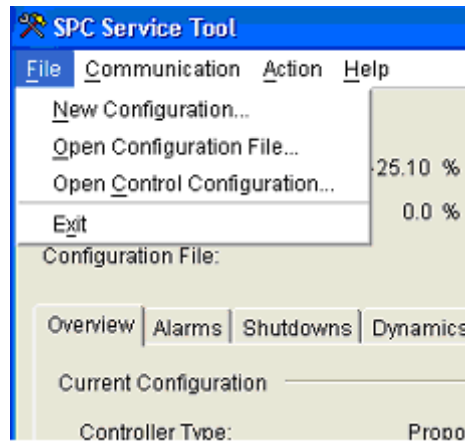 SPC Service Tool
File Communication Action Help
New Configuration...
Open Configuration File...
-25.10 %
Open Control Configuration...
0.0 %
Exit
Configuration File:
Overview Alarms Shutdowns Dynamics
Current Configuration
Controller Type: